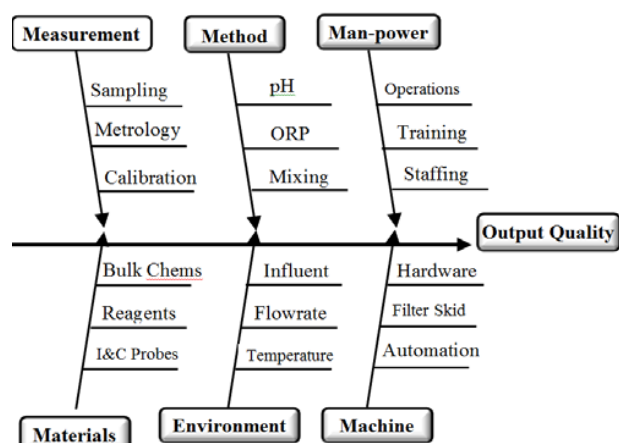 Measurement
Method
Man-power
Sampling
Metrology
Calibration
pH
ORP
Mixing
Operations
Training
Staffing
Output Quality
Bulk Chems
Reagents
I&C Probes
Influent
Flowrate
Temperature
Hardware
Filter Skid
Automation
Materials
Environment
Machine